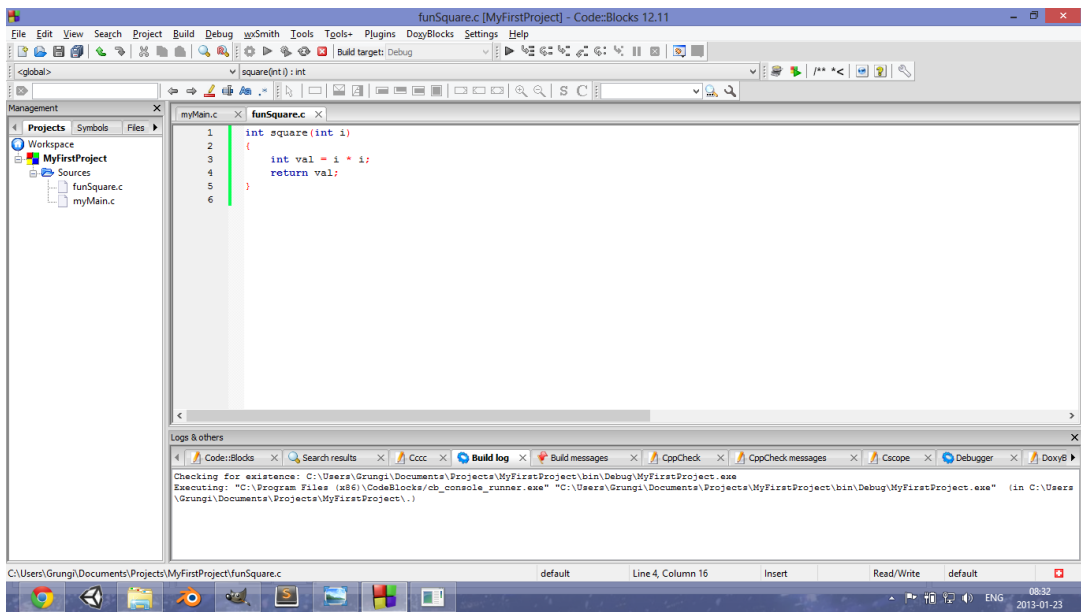 funSquare.c [MyFirstProject] - Code::Blocks 12.11
File Edit View Search Project Build Debug wxSmith Tools Tools+ Plugins DoxyBlocks Settings Help
Build target: Debug
<global> square(int i) : int
/** *<
S C
Management
Projects Symbols Files
myMain.c funSquare.c
Workspace
MyFirstProject
Sources
funSquare.c
myMain.c
1 int square(int i)
2 {
3 int val = i * i;
4 return val;
5 }
6
Logs & others
Code::Blocks Search results Cccc Build log Build messages CppCheck CppCheck messages Cscope Debugger DoxyB
Checking for existence: C:\Users\Grungi\Documents\Projects\MyFirstProject\bin\Debug\MyFirstProject.exe
Executing: "C:\Program Files (x86)\CodeBlocks/cb_console_runner.exe" "C:\Users\Grungi\Documents\Projects\MyFirstProject\bin\Debug\MyFirstProject.exe" (in C:\Users
\Grungi\Documents\Projects\MyFirstProject\.)
C:\Users\Grungi\Documents\Projects\MyFirstProject\funSquare.c default Line 4, Column 16 Insert Read/Write default
ENG 08:32
2013-01-23